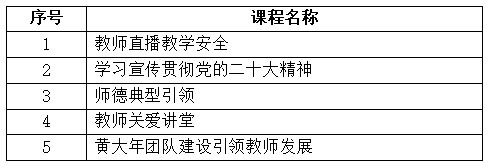 序号 课程名称
1 教师直播教学安全
2 学习宣传贯彻党的二十大精神
3 师德典型引领
4 教师关爱讲堂
5 黄大年团队建设引领教师发展